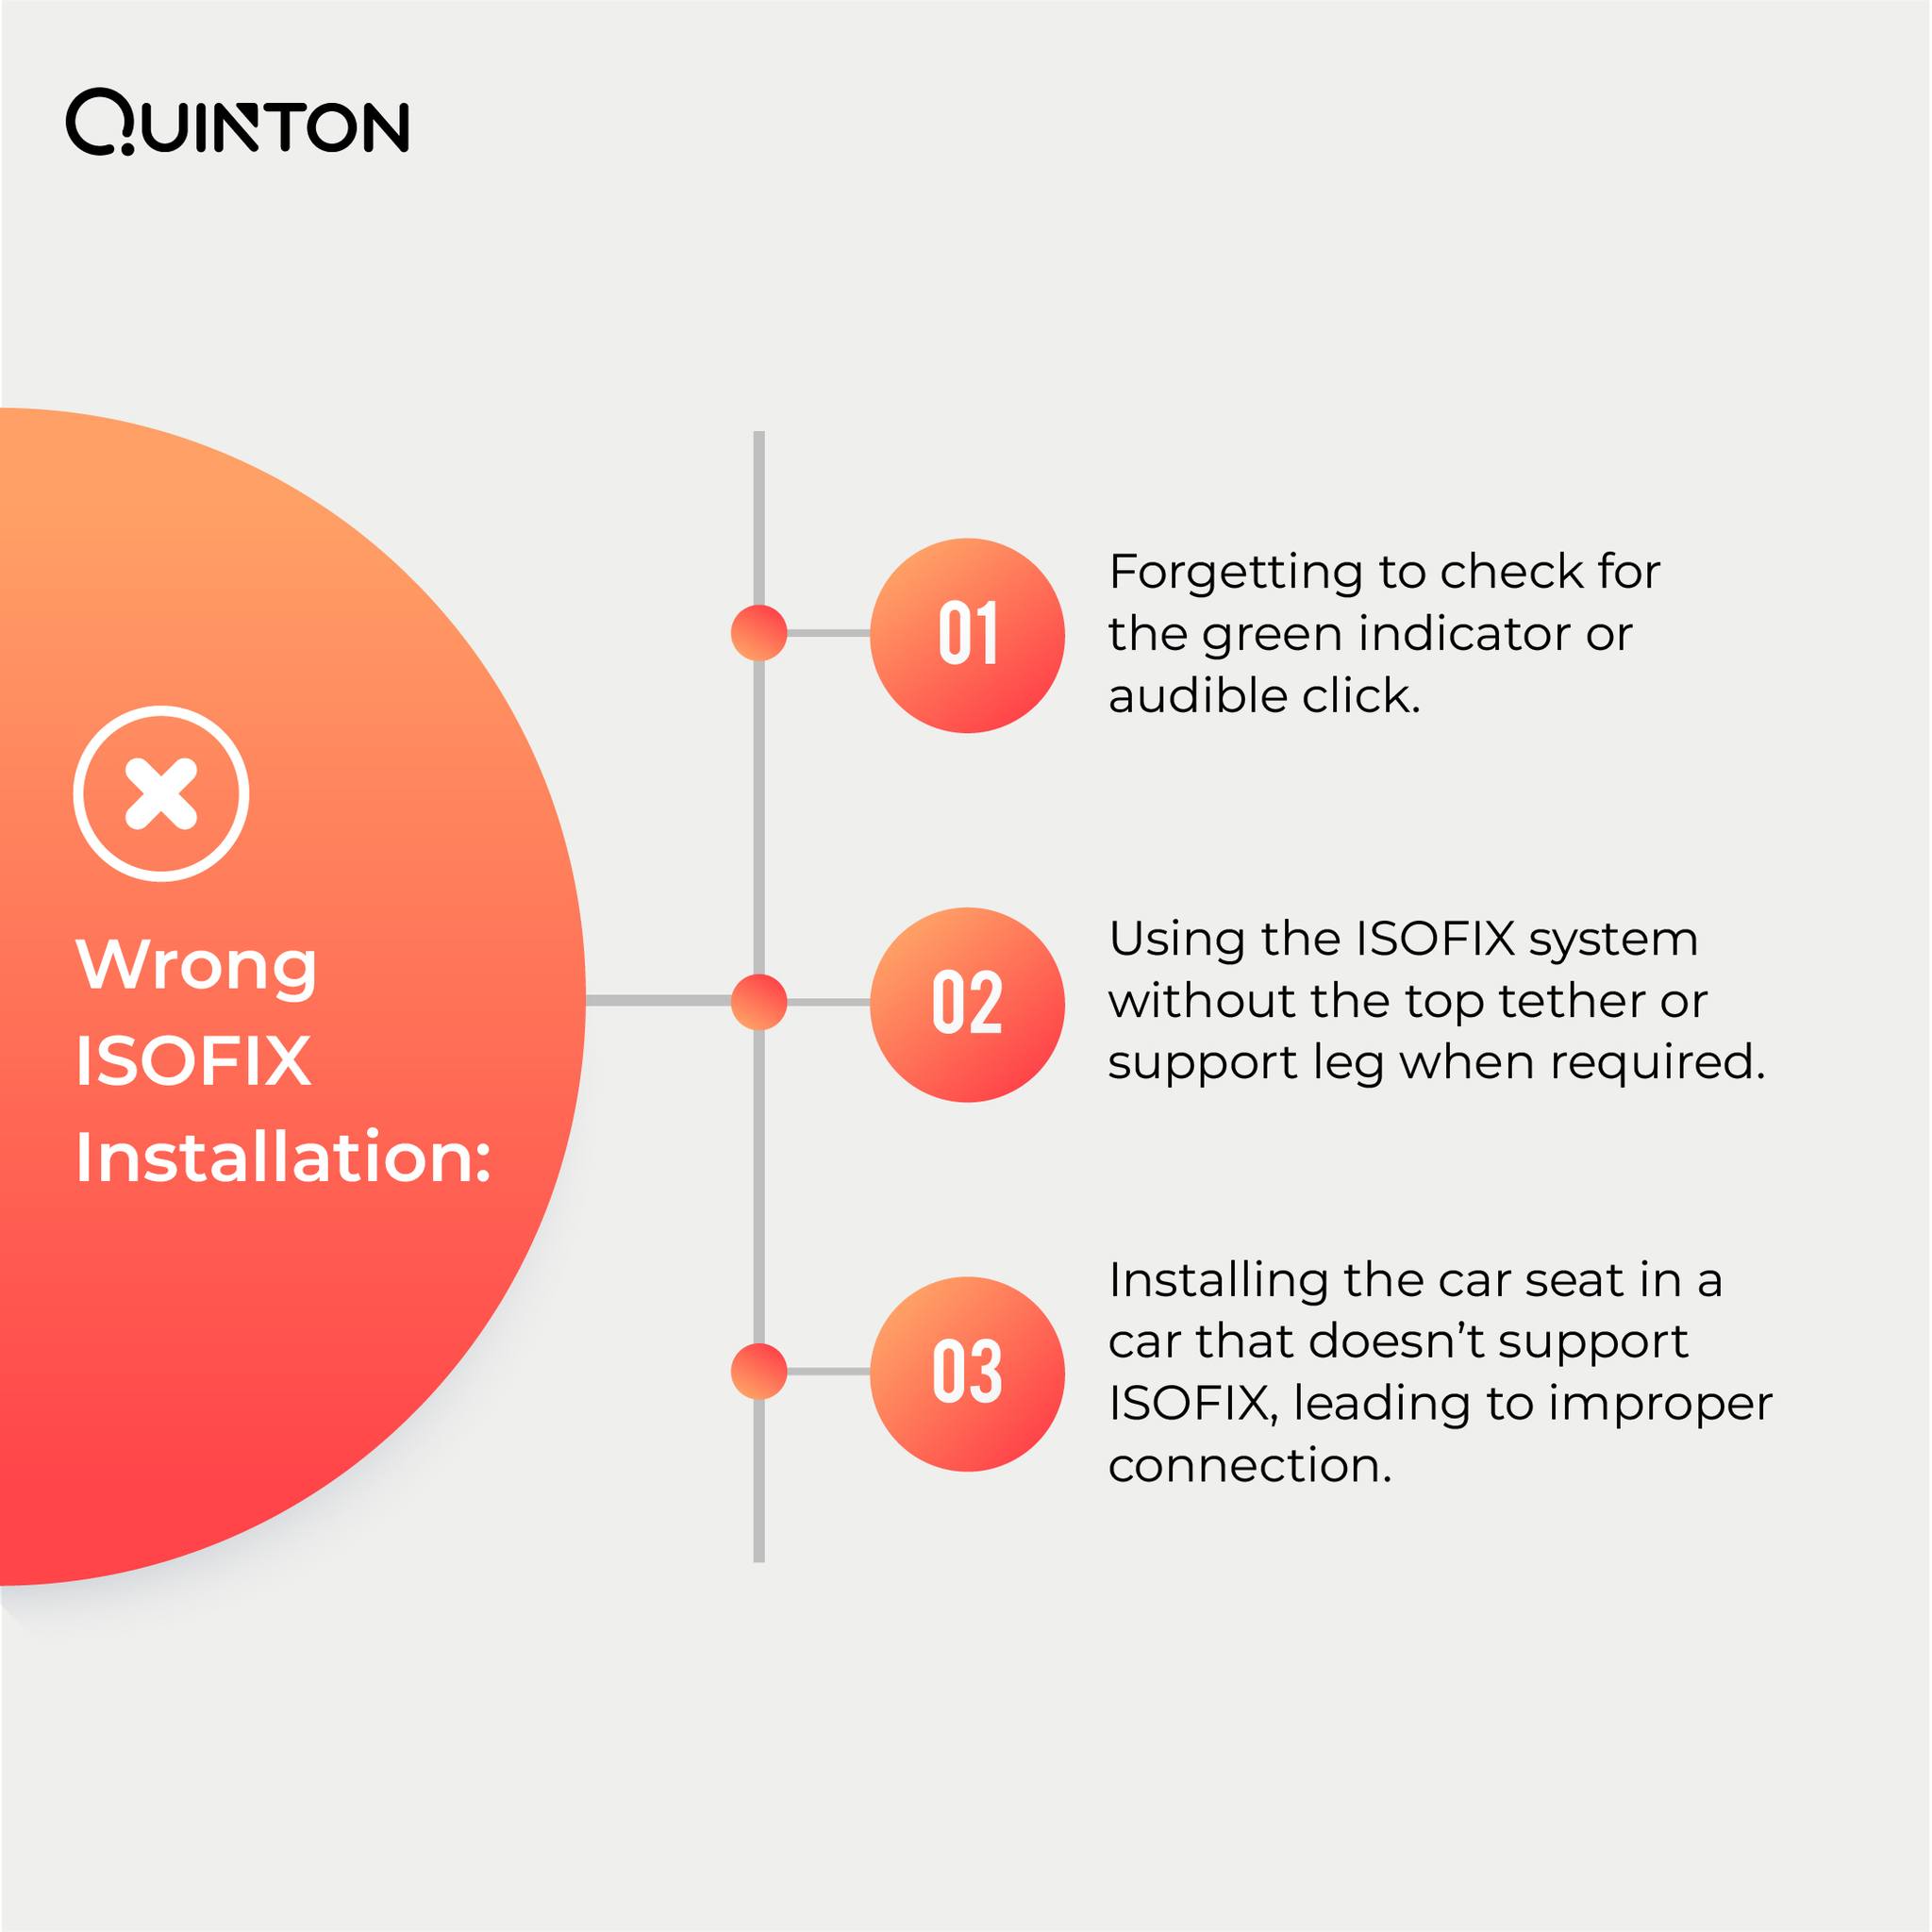 QUINTON
Wrong
ISOFIX
Installation:
01
Forgetting to check for
the green indicator or
audible click.
02
Using the ISOFIX system
without the top tether or
support leg when required.
03
Installing the car seat in a
car that doesn’t support
ISOFIX, leading to improper
connection.